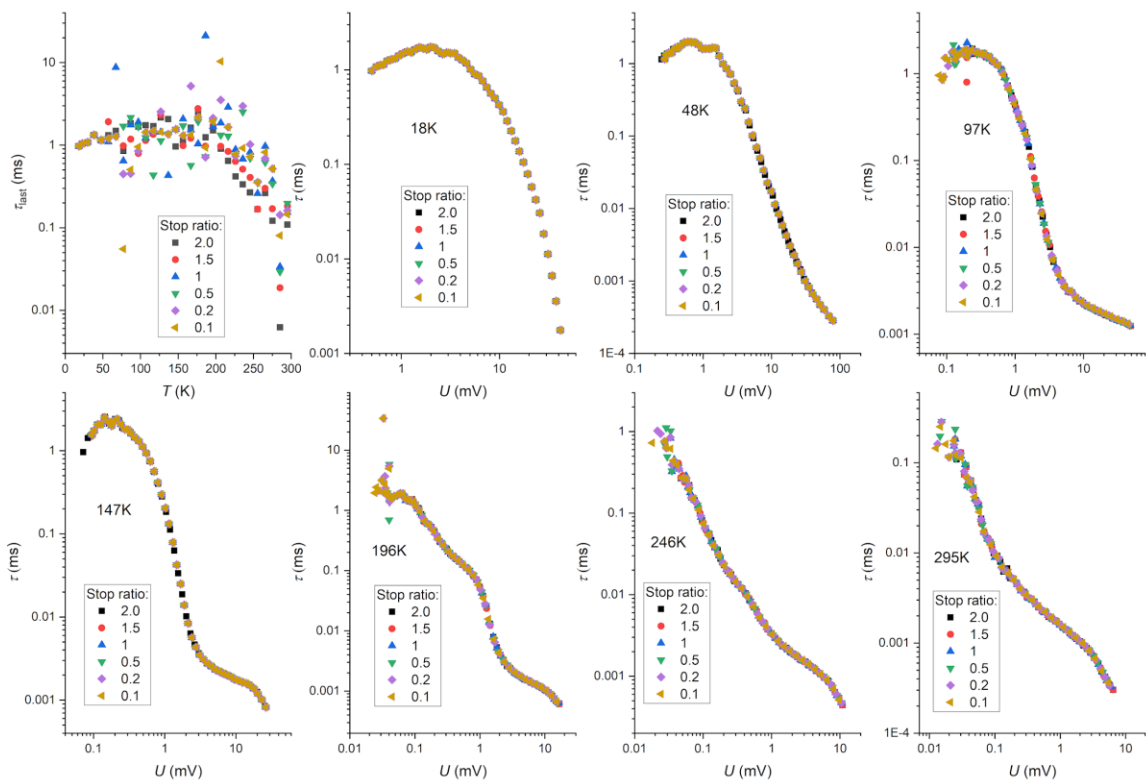 10
1
0.1
0.01
τlast (ms)
Stop ratio:
2.0
1.5
1
0.5
0.2
0.1
0 50 100 150 200 250 300
T (K)
1
0.1
0.01
0.001
τ (ms)
18K
Stop ratio:
2.0
1.5
1
0.5
0.2
0.1
1 10
U (mV)
1
0.1
0.01
0.001
1E-4
τ (ms)
48K
Stop ratio:
2.0
1.5
1
0.5
0.2
0.1
0.1 1 10 100
U (mV)
1
0.1
0.01
0.001
τ (ms)
97K
Stop ratio:
2.0
1.5
1
0.5
0.2
0.1
0.01 0.1 1 10
U (mV)
1
0.1
0.01
0.001
τ (ms)
147K
Stop ratio:
2.0
1.5
1
0.5
0.2
0.1
0.1 1 10
U (mV)
10
1
0.1
0.01
0.001
τ (ms)
196K
Stop ratio:
2.0
1.5
1
0.5
0.2
0.1
0.01 0.1 1 10
U (mV)
1
0.1
0.01
0.001
τ (ms)
246K
Stop ratio:
2.0
1.5
1
0.5
0.2
0.1
0.01 0.1 1 10
U (mV)
0.1
0.01
0.001
1E-4
τ (ms)
295K
Stop ratio:
2.0
1.5
1
0.5
0.2
0.1
0.01 0.1 1 10
U (mV)